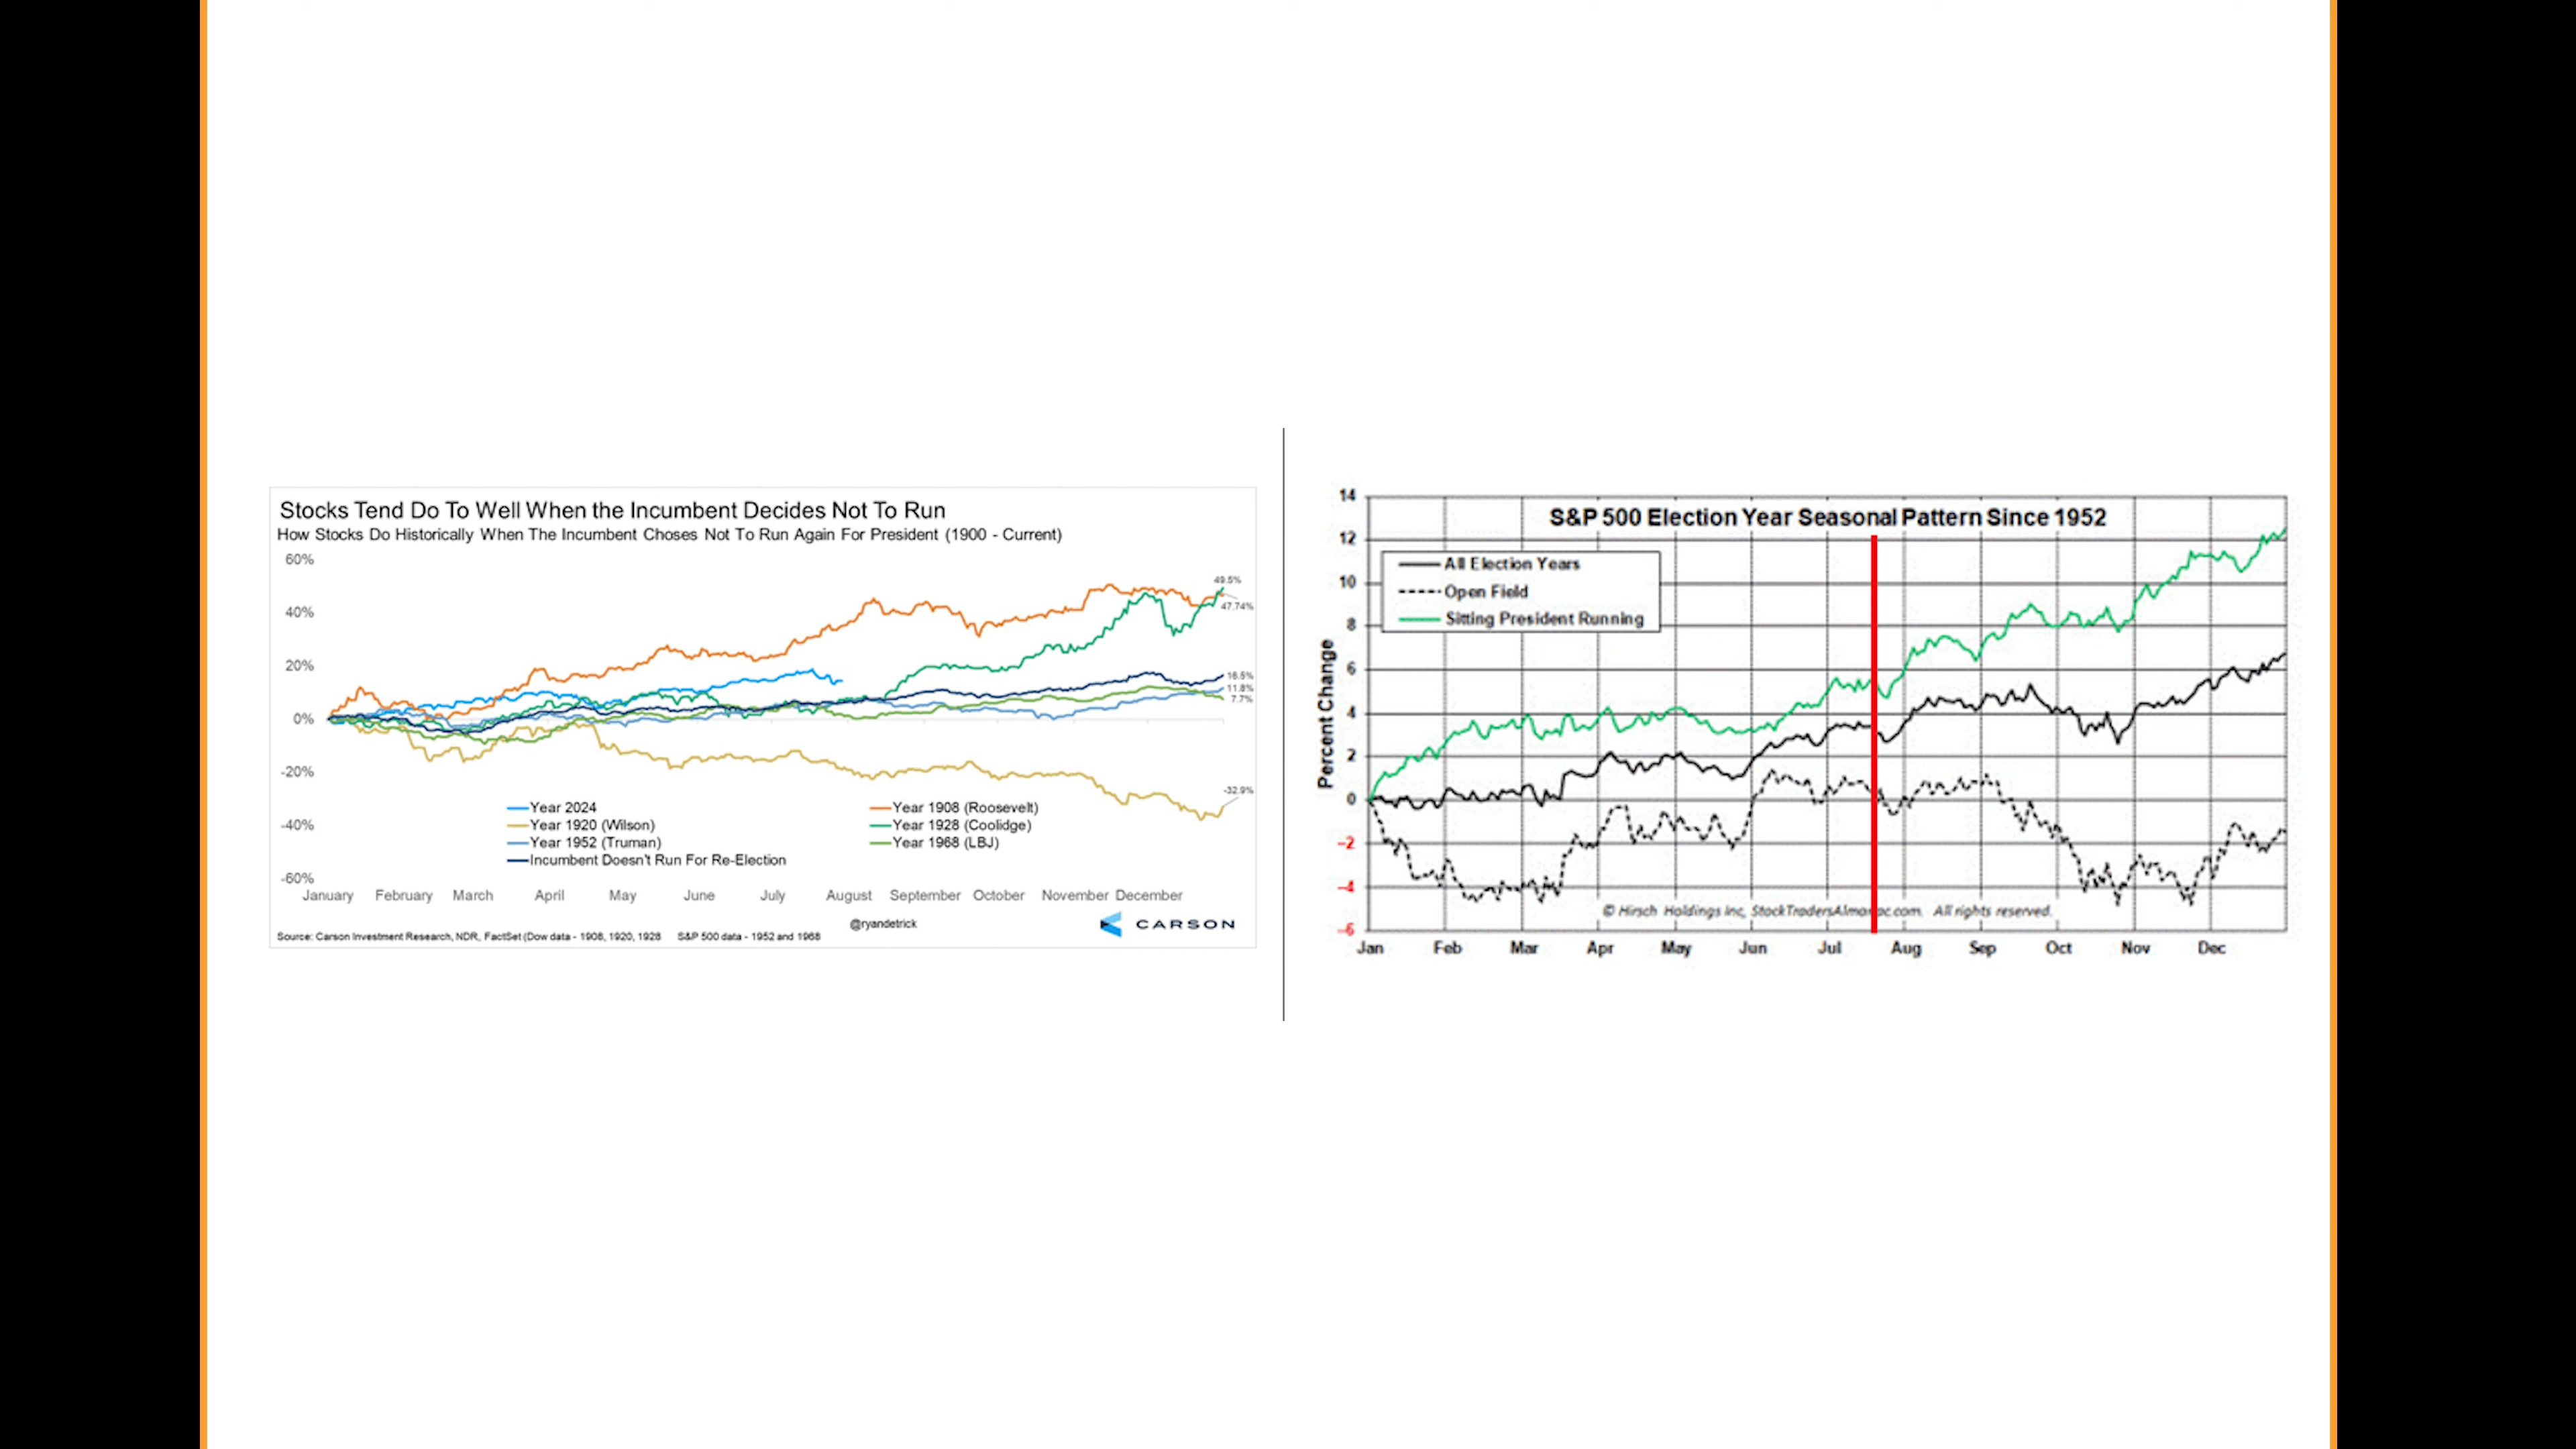 Stocks Tend Do To Well When the Incumbent Decides Not To Run
How Stocks Do Historically When The Incumbent Choses Not To Run Again For President (1900 - Current)
60%
40%
20%
0%
-20%
-40%
-60%
49.5%
47.74%
16.5%
11.8%
7.7%
-32.9%
Year 2024
Year 1908 (Roosevelt)
Year 1920 (Wilson)
Year 1928 (Coolidge)
Year 1952 (Truman)
Year 1968 (LBJ)
Incumbent Doesn't Run For Re-Election
January February March April May June July August September October November December
@ryandetrick
CARSON
Source: Carson Investment Research, NDR, FactSet (Dow data - 1908, 1920, 1928 S&P 500 data - 1952 and 1968
S&P 500 Election Year Seasonal Pattern Since 1952
All Election Years
Open Field
Sitting President Running
Percent Change
14
12
10
8
6
4
2
0
-2
-4
-6
© Hirsch Holdings Inc, StockTradersAlmanac.com. All rights reserved.
Jan Feb Mar Apr May Jun Jul Aug Sep Oct Nov Dec